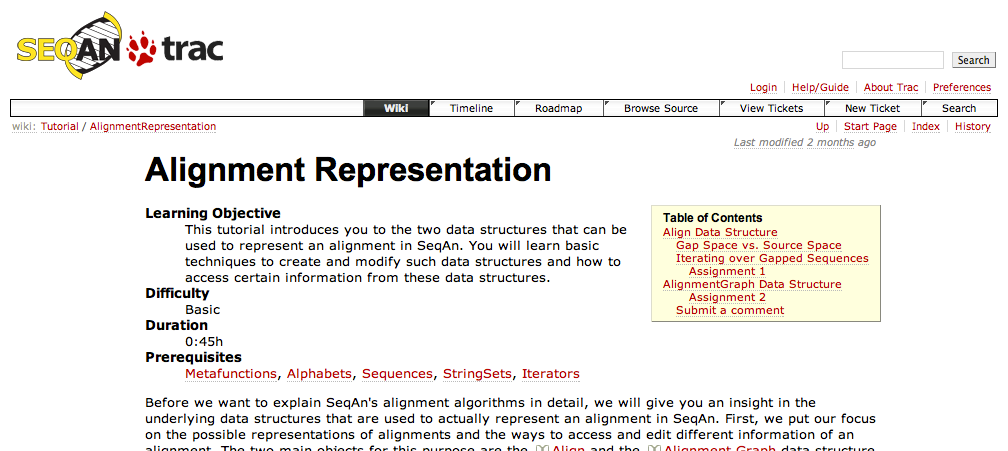 SEQAN trac
Search
Login Help/Guide About Trac Preferences
Wiki Timeline Roadmap Browse Source View Tickets New Ticket Search
wiki: Tutorial / AlignmentRepresentation
Up Start Page Index History
Last modified 2 months ago
Alignment Representation
Learning Objective
This tutorial introduces you to the two data structures that can be
used to represent an alignment in SeqAn. You will learn basic
techniques to create and modify such data structures and how to
access certain information from these data structures.
Difficulty
Basic
Duration
0:45h
Prerequisites
Metafunctions, Alphabets, Sequences, StringSets, Iterators
Table of Contents
Align Data Structure
Gap Space vs. Source Space
Iterating over Gapped Sequences
Assignment 1
AlignmentGraph Data Structure
Assignment 2
Submit a comment
Before we want to explain SeqAn's alignment algorithms in detail, we will give you an insight in the
underlying data structures that are used to actually represent an alignment in SeqAn. First, we put our focus
on the possible representations of alignments and the ways to access and edit different information of an
alignment. The two main objects for this purpose are the Align and the Alignment Graph data structure